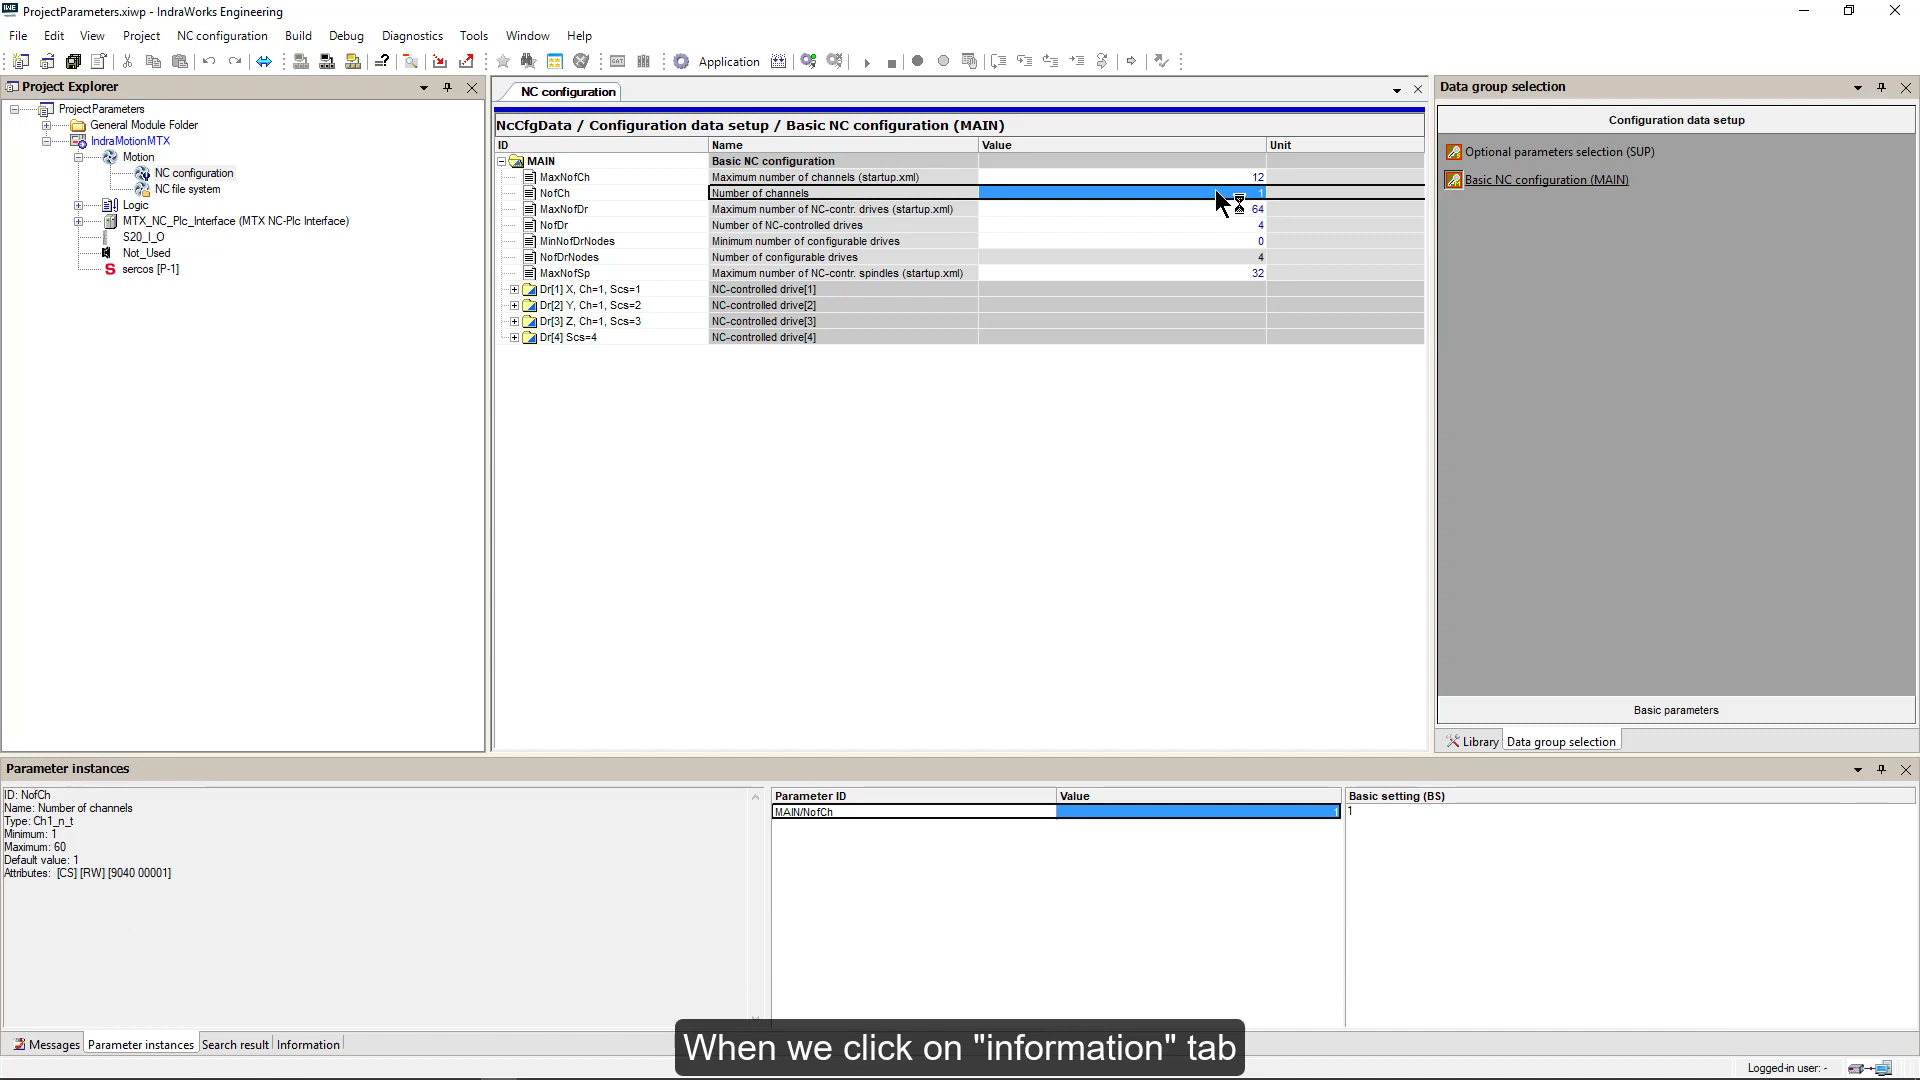 ProjectParameters.xiwp - IndraWorks Engineering
File Edit View Project NC configuration Build Debug Diagnostics Tools Window Help
Application
Project Explorer
ProjectParameters
General Module Folder
IndraMotionMTX
Motion
NC configuration
NC file system
Logic
MTX_NC_Plc_Interface (MTX NC-Plc Interface)
S20_I_O
Not_Used
sercos [P-1]
NC configuration
NcCfgData / Configuration data setup / Basic NC configuration (MAIN)
ID Name Value Unit
MAIN Basic NC configuration
MaxNofCh Maximum number of channels (startup.xml) 12
NofCh Number of channels 1
MaxNofDr Maximum number of NC-contr. drives (startup.xml) 64
NofDr Number of NC-controlled drives 4
MinNofDrNodes Minimum number of configurable drives 0
NofDrNodes Number of configurable drives 4
MaxNofSp Maximum number of NC-contr. spindles (startup.xml) 32
Dr[1] X, Ch=1, Scs=1 NC-controlled drive[1]
Dr[2] Y, Ch=1, Scs=2 NC-controlled drive[2]
Dr[3] Z, Ch=1, Scs=3 NC-controlled drive[3]
Dr[4] Scs=4 NC-controlled drive[4]
Data group selection
Configuration data setup
Optional parameters selection (SUP)
Basic NC configuration (MAIN)
Basic parameters
Library Data group selection
Parameter instances
ID: NofCh
Name: Number of channels
Type: Ch1_n_t
Minimum: 1
Maximum: 60
Default value: 1
Attributes: [CS] [RW] [9040 00001]
Parameter ID Value
MAIN/NofCh 1
Basic setting (BS)
1
Messages Parameter instances Search result Information
When we click on "information" tab
Logged-in user: -